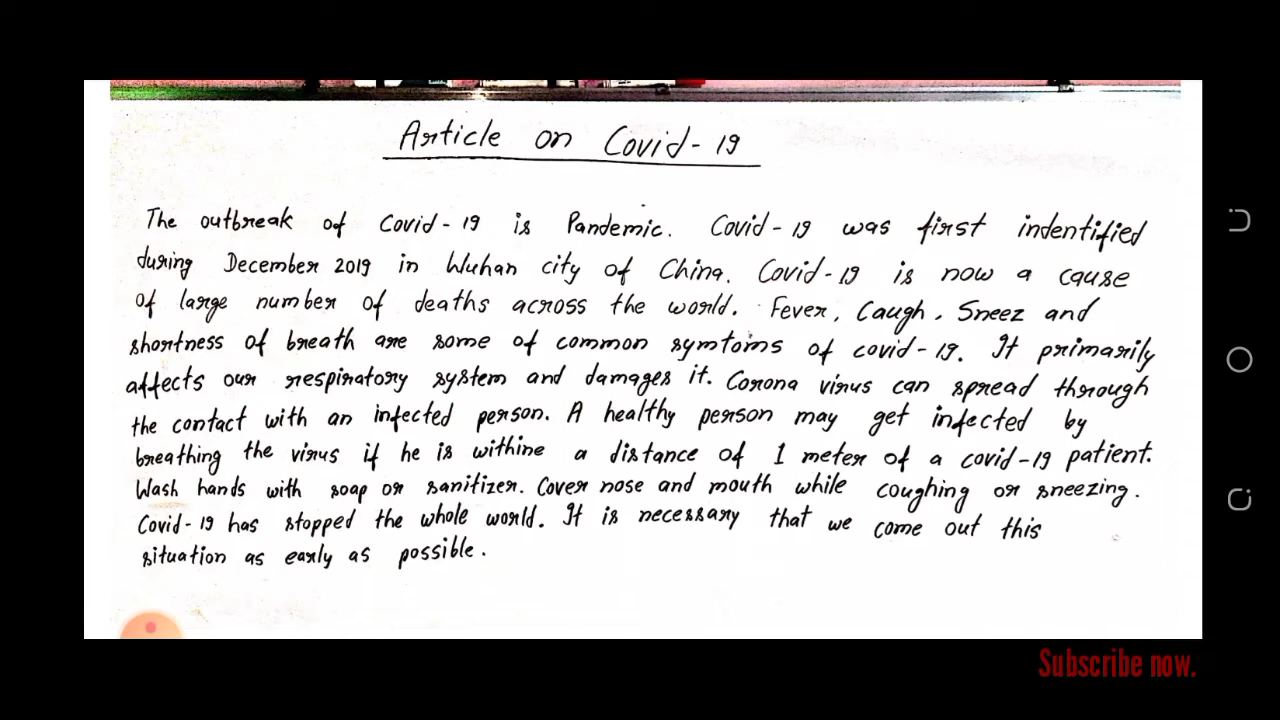 Article on Covid-19
The outbreak of Covid-19 is Pandemic. Covid-19 was first indentified
during December 2019 in Wuhan city of China. Covid-19 is now a cause
of large number of deaths across the world. Fever, Caugh, Sneez and
shortness of breath are some of common symtoms of covid-19. It primarily
affects our respiratory system and damages it. Corona virus can spread through
the contact with an infected person. A healthy person may get infected by
breathing the virus if he is withine a distance of 1 meter of a covid-19 patient.
Wash hands with soap or sanitizer. Cover nose and mouth while coughing or sneezing.
Covid-19 has stopped the whole world. It is necessary that we come out this
situation as early as possible.
Subscribe now.